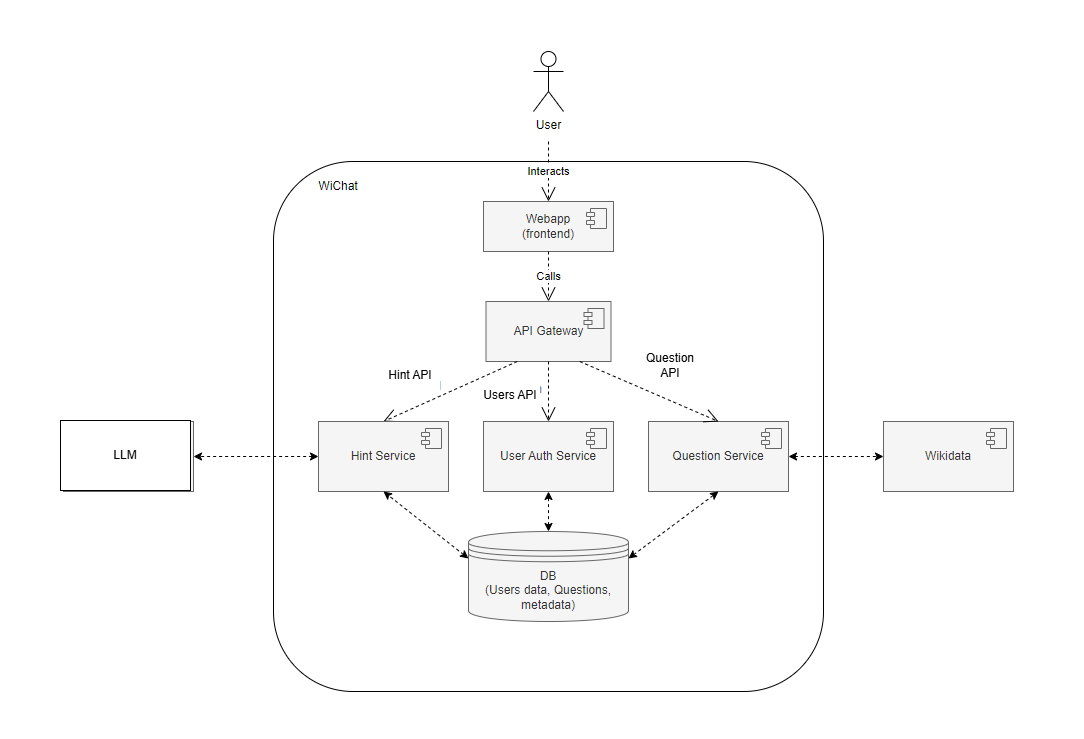 User
Interacts
WiChat
Webapp
(frontend)
Calls
API Gateway
Hint API
Users API
Question
API
LLM
Hint Service
User Auth Service
Question Service
Wikidata
DB
(Users data, Questions,
metadata)